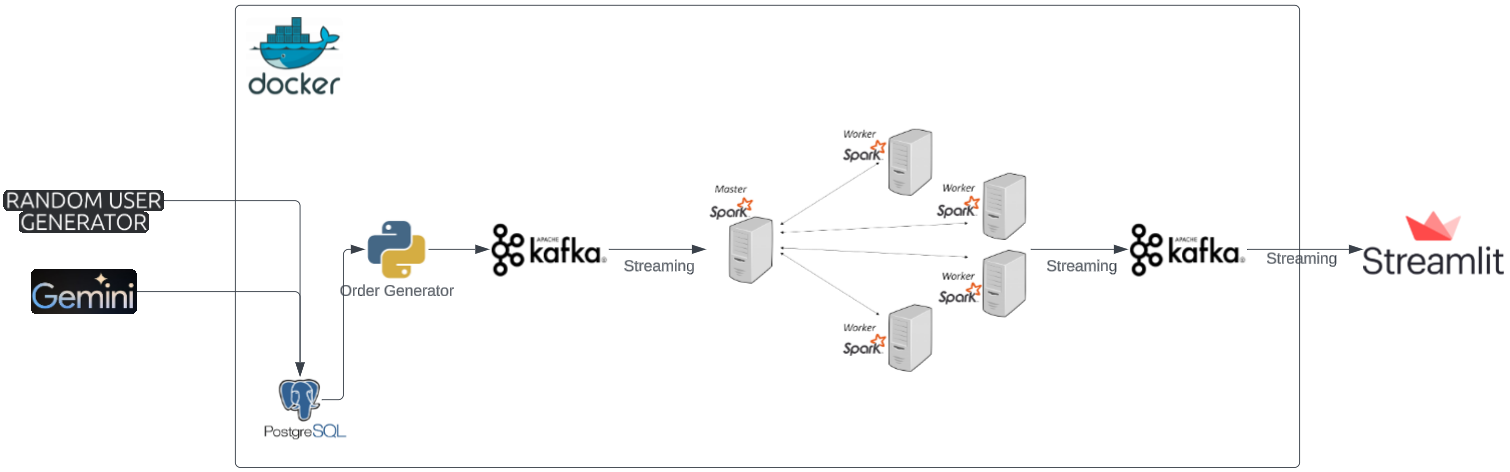 docker
RANDOM USER
GENERATOR
Gemini
PostgreSQL
Order Generator
APACHE
kafka®
Streaming
Master
Spark
Worker
Spark
Worker
Spark
Worker
Spark
Worker
Spark
Streaming
APACHE
kafka®
Streaming
Streamlit